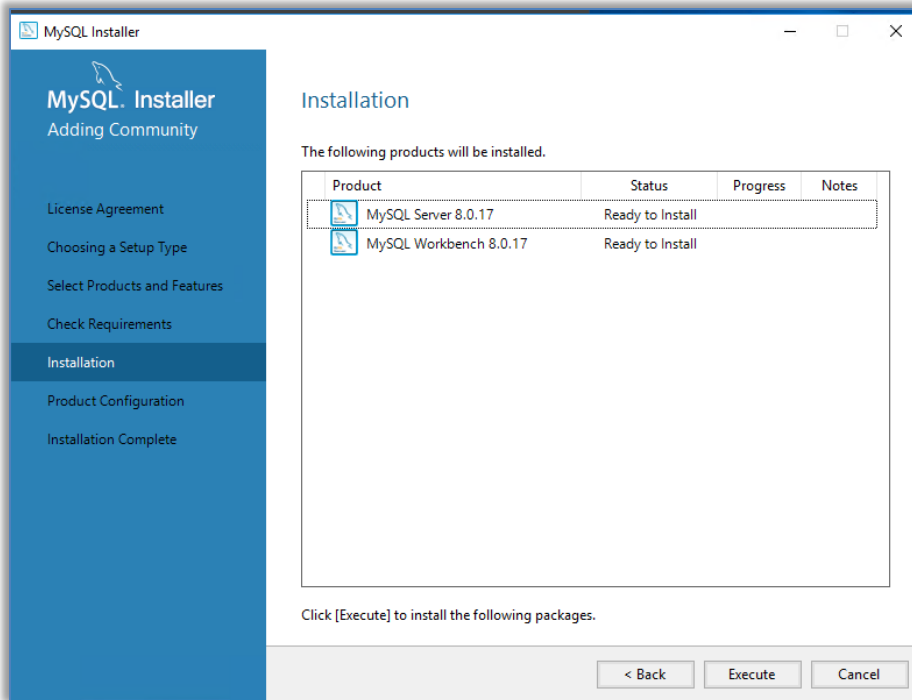 MySQL Installer
MySQL. Installer
Adding Community
License Agreement
Choosing a Setup Type
Select Products and Features
Check Requirements
Installation
Product Configuration
Installation Complete
Installation
The following products will be installed.
Product Status Progress Notes
MySQL Server 8.0.17 Ready to Install
MySQL Workbench 8.0.17 Ready to Install
Click [Execute] to install the following packages.
< Back Execute Cancel